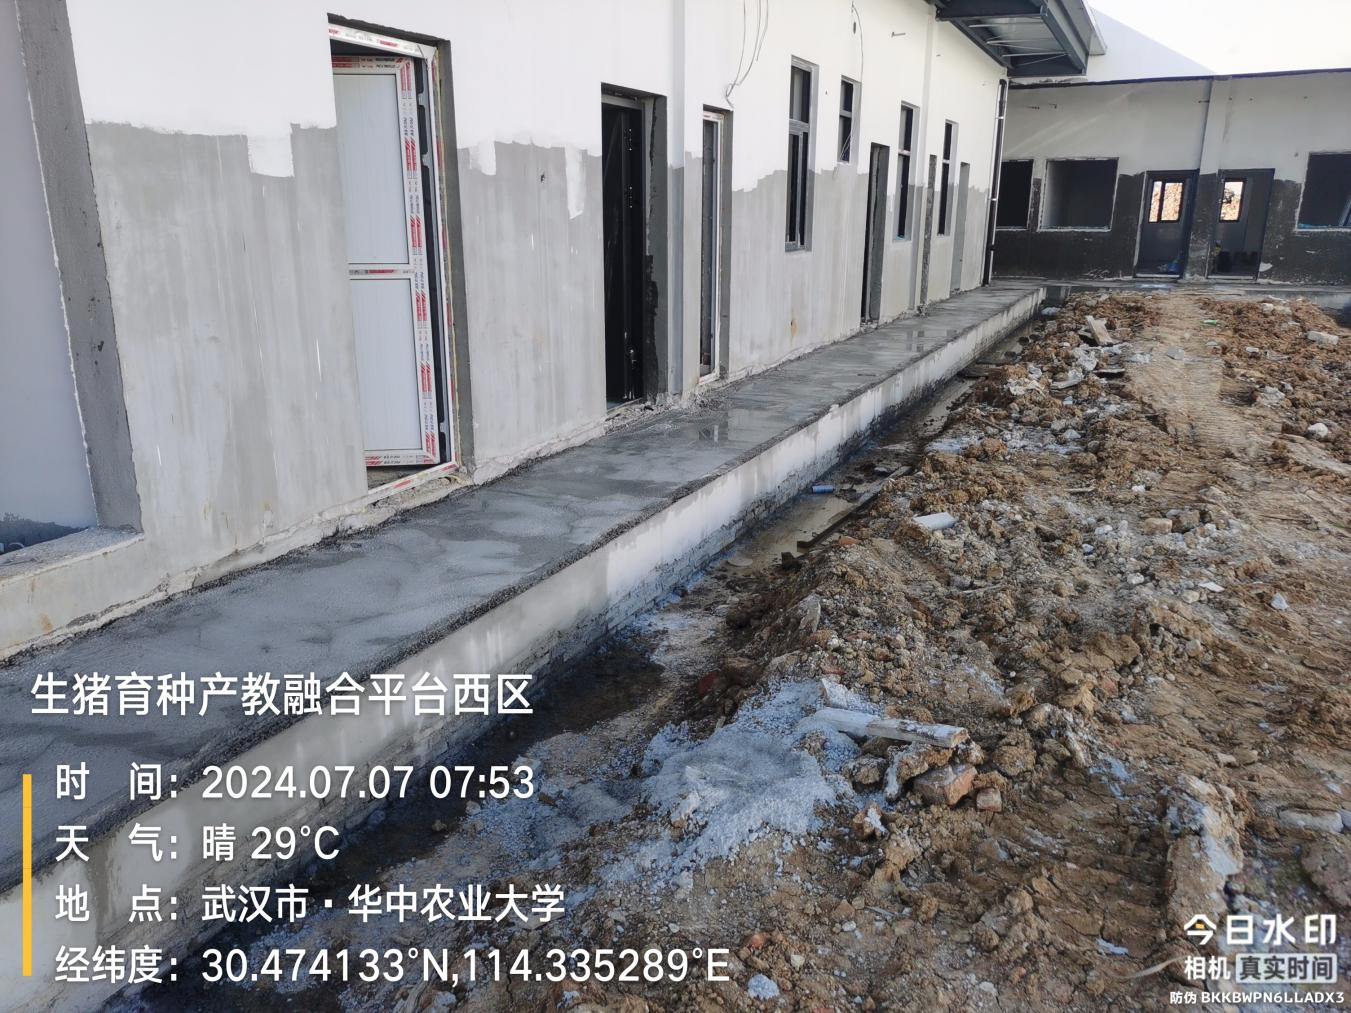 生猪育种产教融合平台西区
时 间：2024.07.07 07:53
天 气：晴 29°C
地 点：武汉市·华中农业大学
经纬度：30.474133°N,114.335289°E
今日水印
相机 真实时间
防伪 BKKBWPN6LLADX3